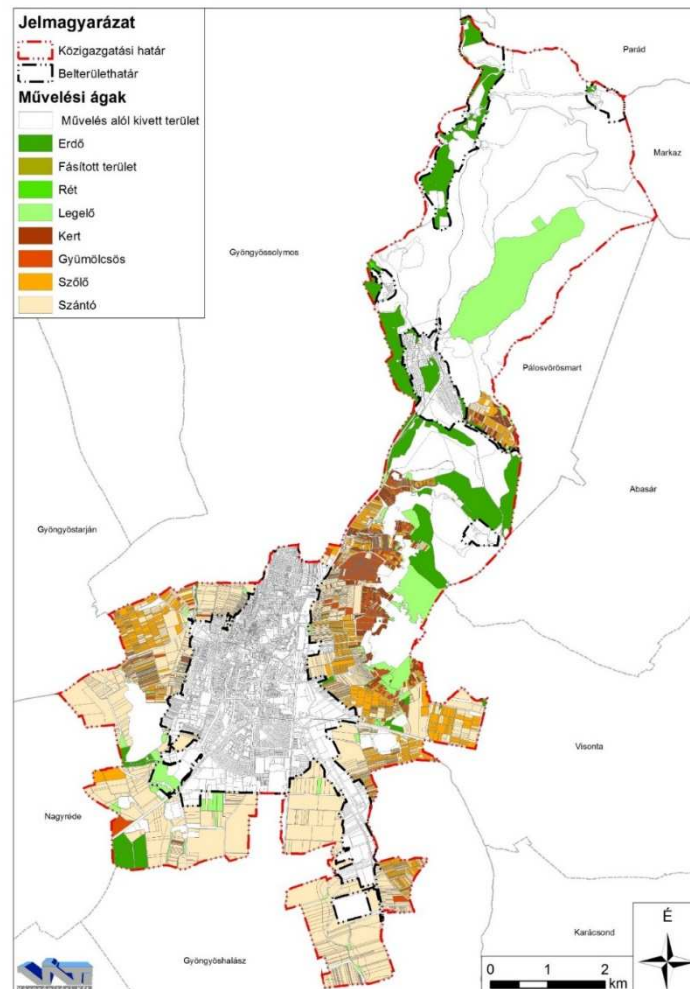 Jelmagyarázat
Közigazgatási határ
Belterülethatár
Művelési ágak
Művelés alól kivett terület
Erdő
Fásított terület
Rét
Legelő
Kert
Gyümölcsös
Szőlő
Szántó
Parád
Markaz
Gyöngyössolymos
Pálosvörösmart
Abasár
Gyöngyöstarján
Visonta
Nagyréde
Karácsond
Gyöngyöshalász
É
0 1 2
km
VÁTI